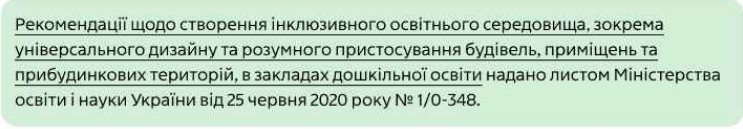 Рекомендації щодо створення інклюзивного освітнього середовища, зокрема
універсального дизайну та розумного пристосування будівель, приміщень та
прибудинкових територій, в закладах дошкільної освіти надано листом Міністерства
освіти і науки України від 25 червня 2020 року № 1/0-348.